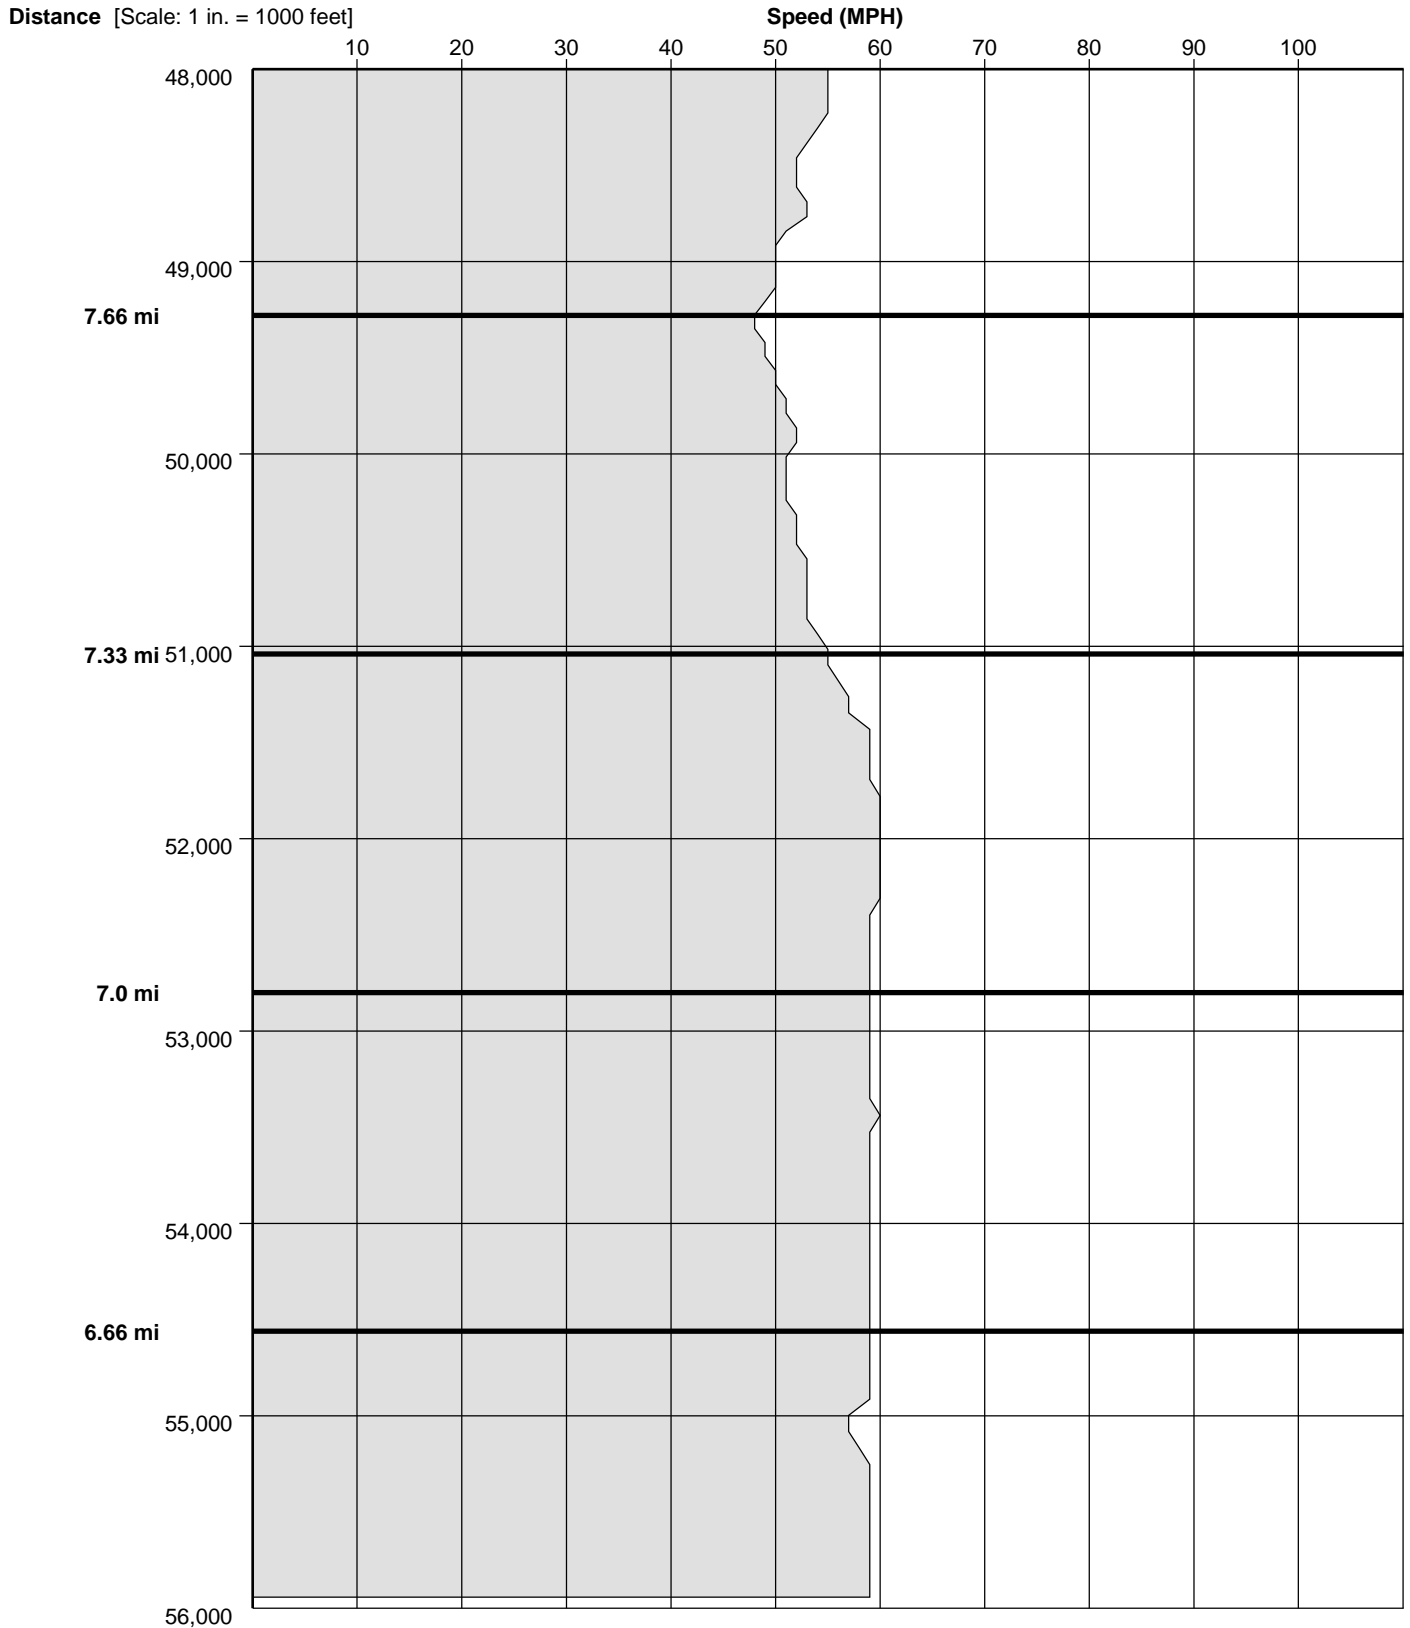 Distance [Scale: 1 in. = 1000 feet] Speed (MPH)
10 20 30 40 50 60 70 80 90 100
48,000
49,000
7.66 mi
50,000
7.33 mi 51,000
52,000
7.0 mi
53,000
54,000
6.66 mi
55,000
56,000